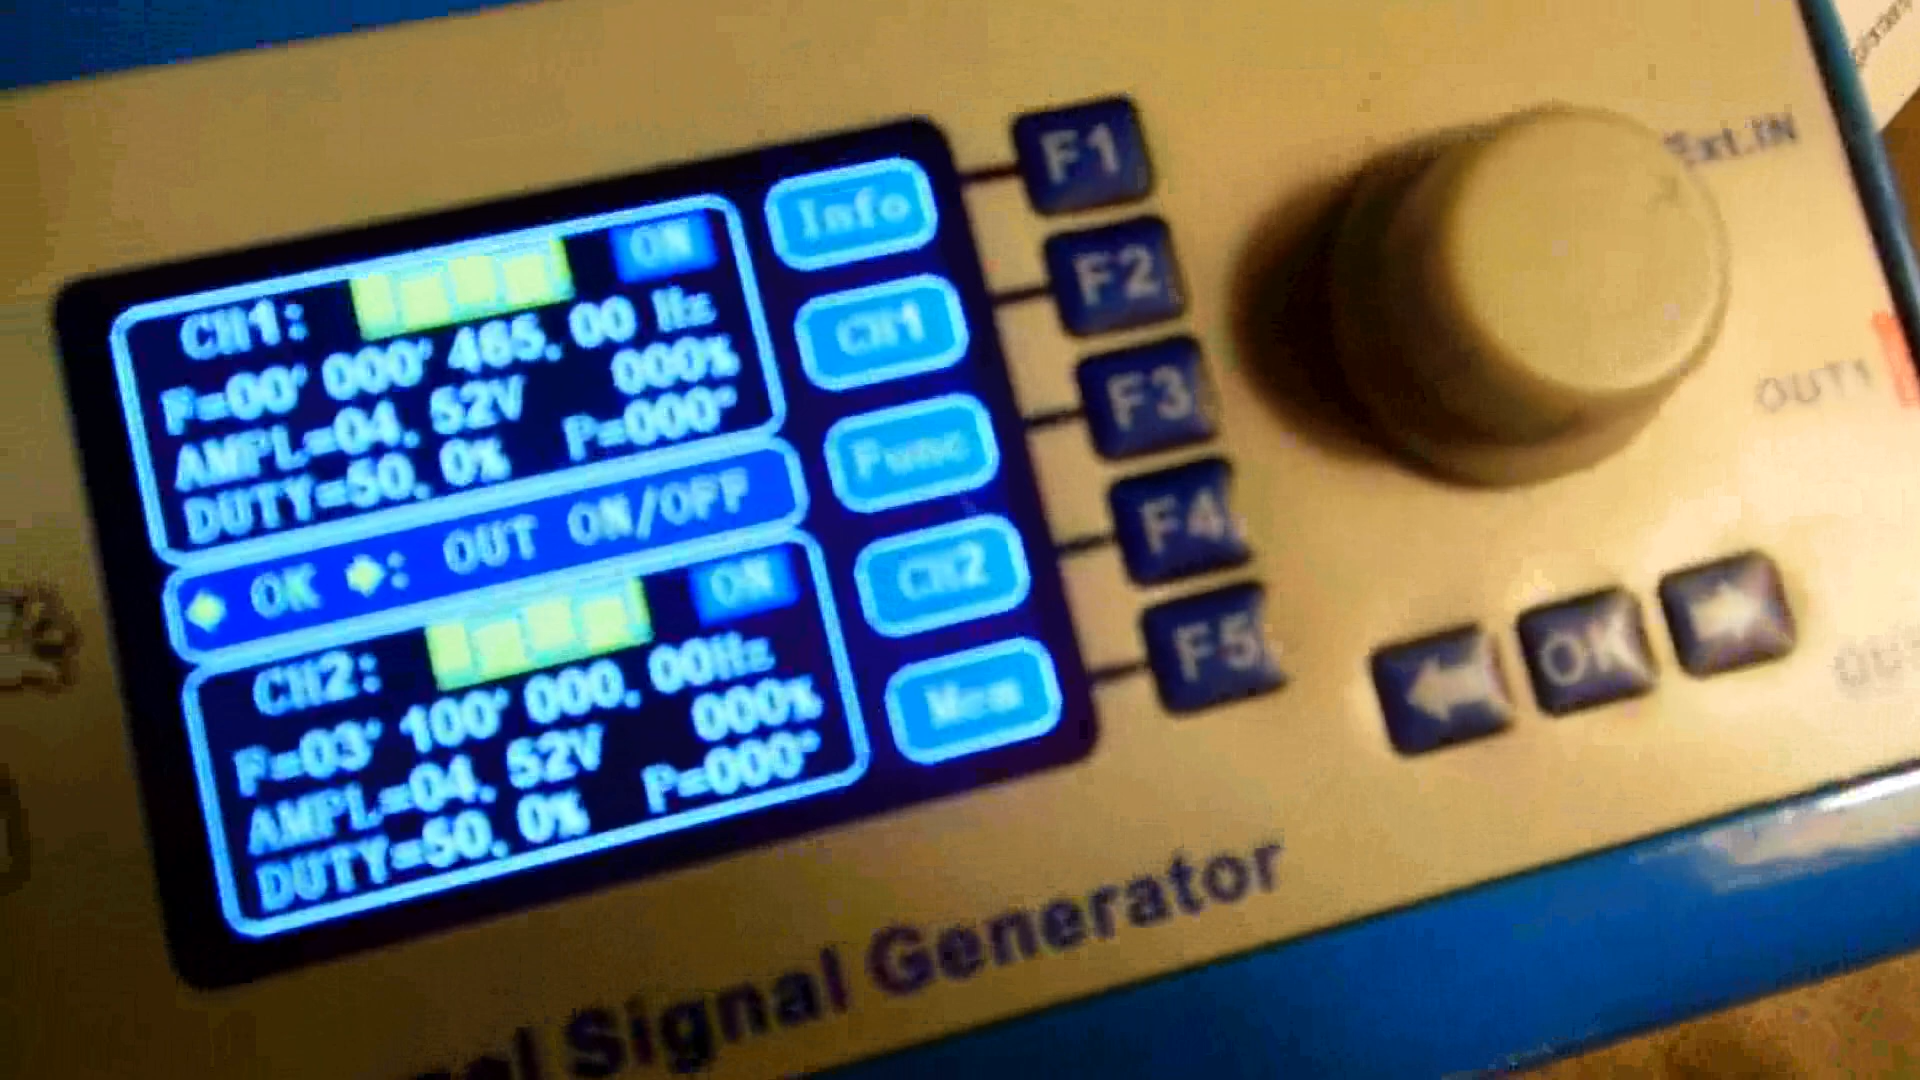 CH1: ON
F=00'000'465.00 Hz
AMPL=04.52V 000%
DUTY=50.0% P=000°
OK : OUT ON/OFF
CH2: ON
F=03'100'000.00Hz
AMPL=04.52V 000%
DUTY=50.0% P=000°
Info
CH1
Func
CH2
F1
F2
F3
F4
F5
Ext.IN
OUT1
OK
Signal Generator